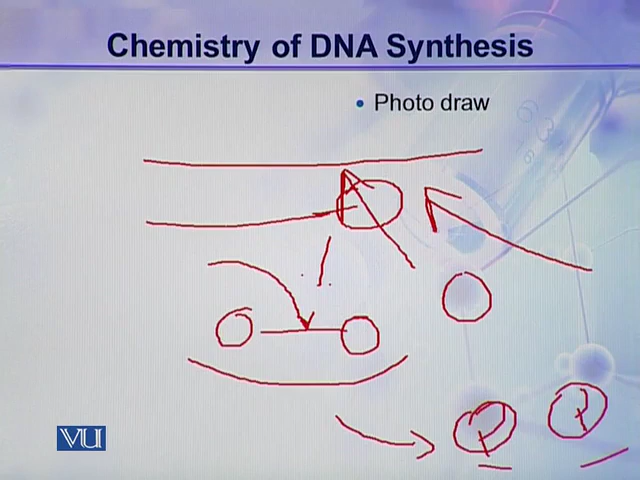 Chemistry of DNA Synthesis
• Photo draw
VU
P P